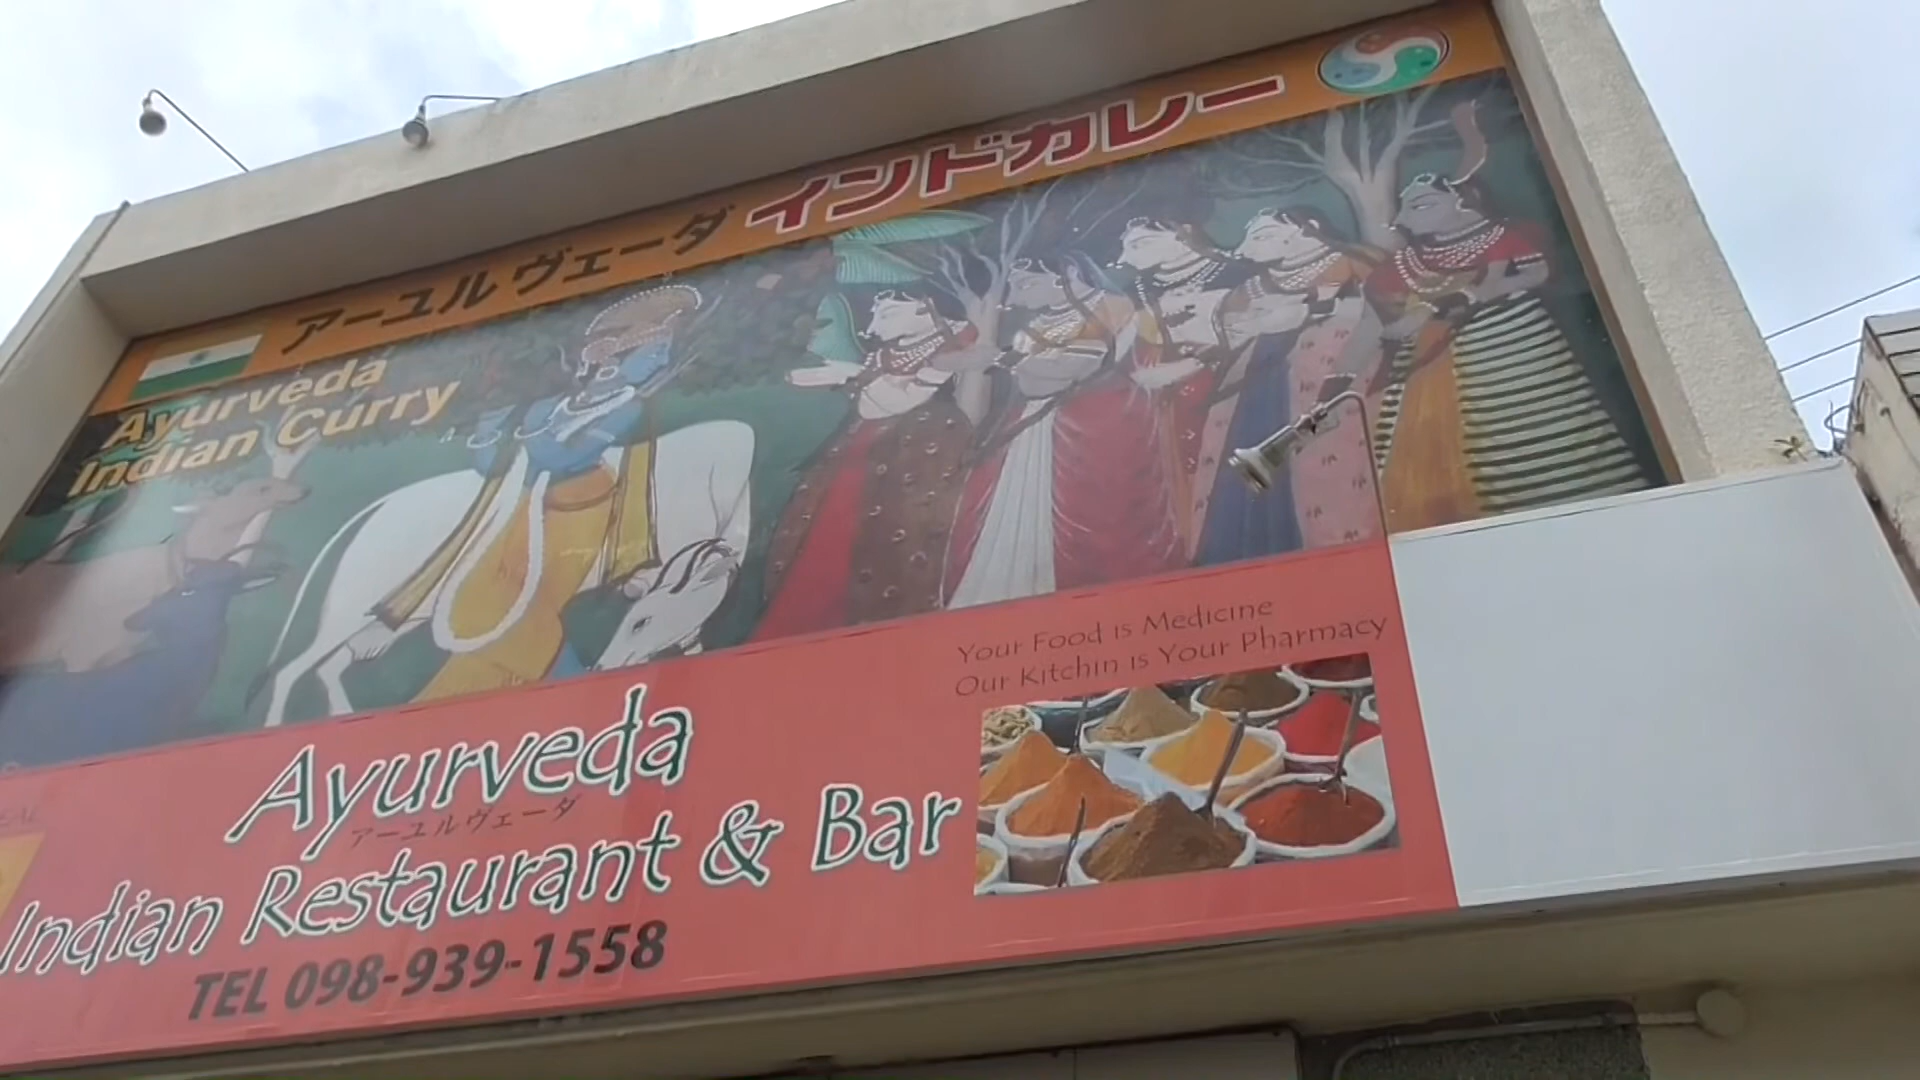 アーユルヴェーダ インドカレー
Ayurveda
Indian Curry
Your Food is Medicine
Our Kitchin is Your Pharmacy
Ayurveda
アーユルヴェーダ
Indian Restaurant & Bar
TEL 098-939-1558